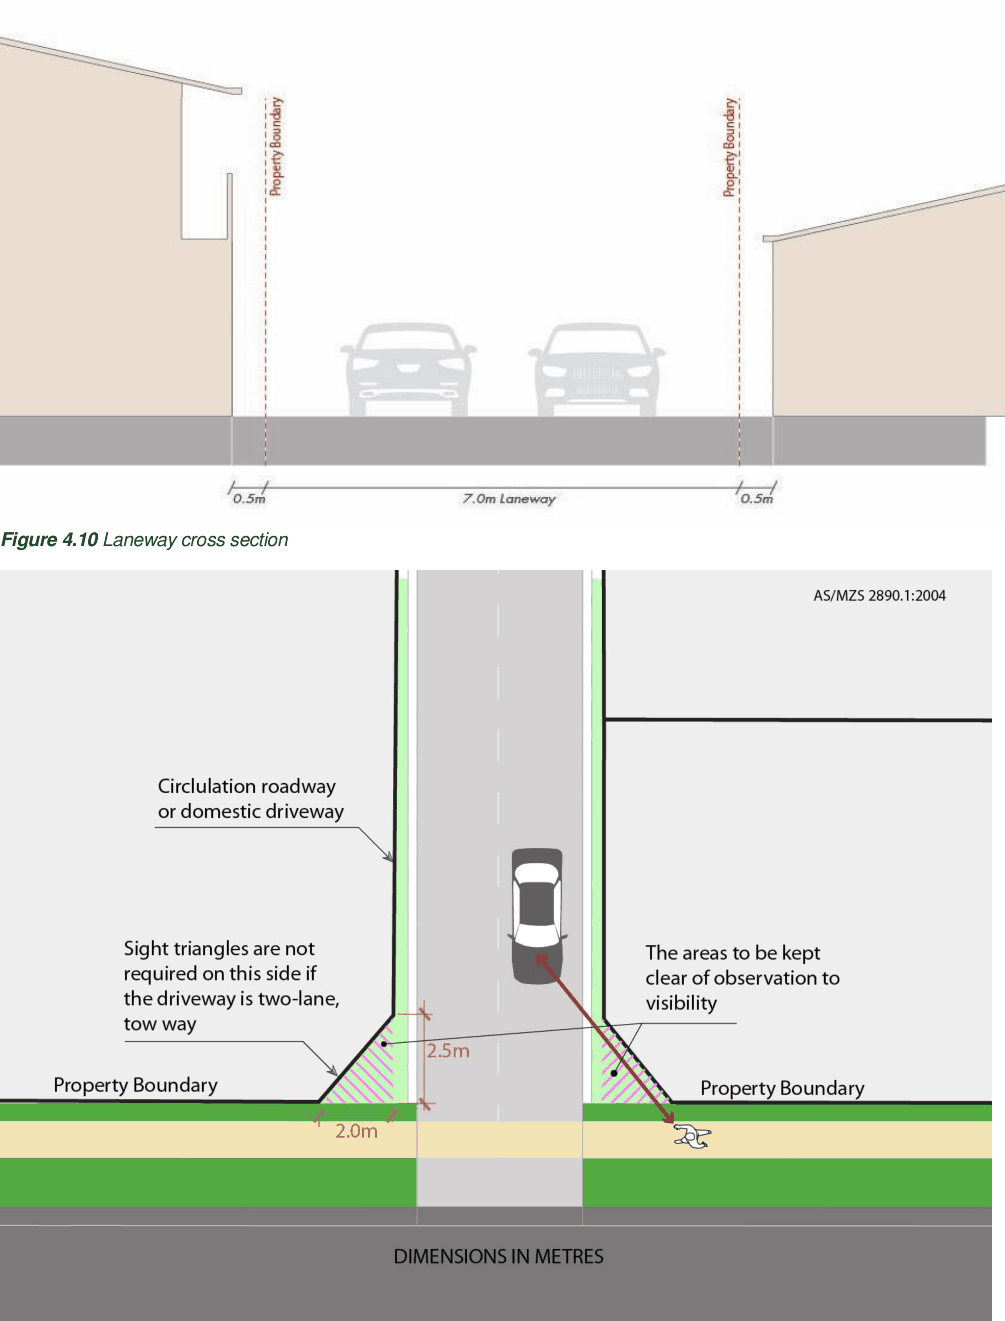 Property Boundary
Property Boundary
0.5m
7.0m Laneway
0.5m
Figure 4.10 Laneway cross section
AS/MZS 2890.1:2004
Circlulation roadway
or domestic driveway
Sight triangles are not
required on this side if
the driveway is two-lane,
tow way
The areas to be kept
clear of observation to
visibility
2.5m
Property Boundary
Property Boundary
2.0m
DIMENSIONS IN METRES